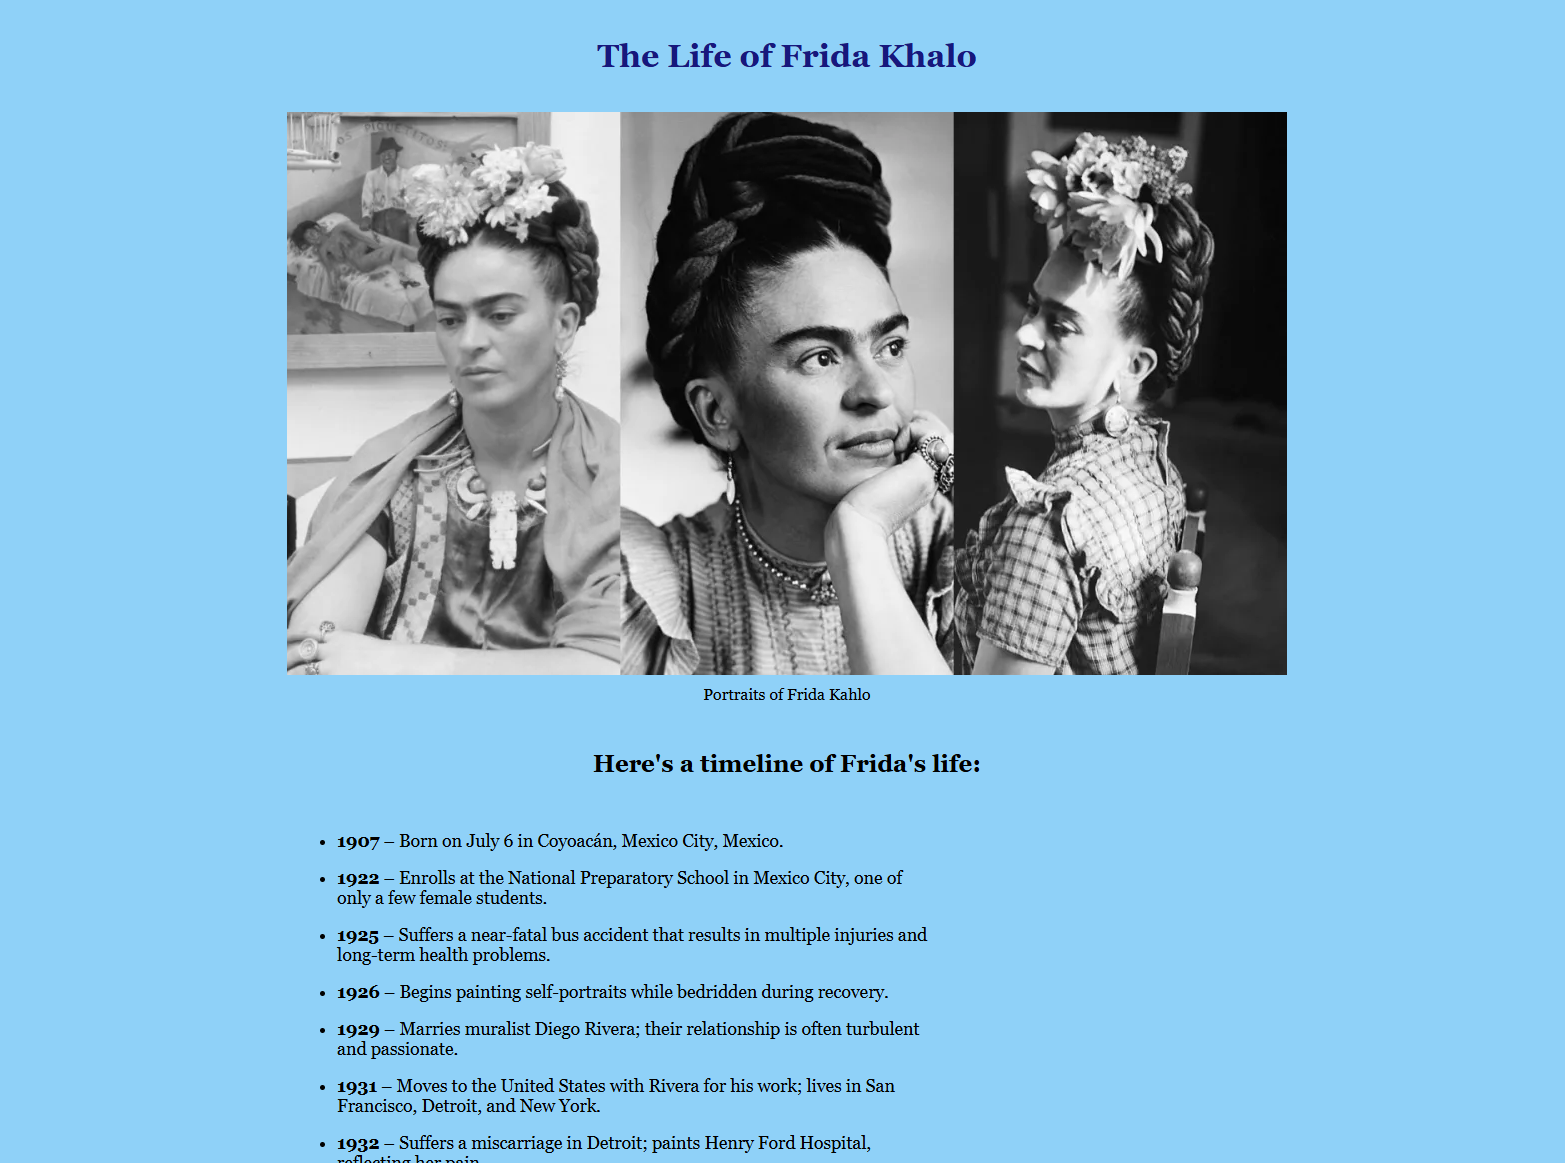 The Life of Frida Khalo
OS PIQUETITOS!
Portraits of Frida Kahlo
Here's a timeline of Frida's life:
• 1907 – Born on July 6 in Coyoacán, Mexico City, Mexico.
• 1922 – Enrolls at the National Preparatory School in Mexico City, one of
only a few female students.
• 1925 – Suffers a near-fatal bus accident that results in multiple injuries and
long-term health problems.
• 1926 – Begins painting self-portraits while bedridden during recovery.
• 1929 – Marries muralist Diego Rivera; their relationship is often turbulent
and passionate.
• 1931 – Moves to the United States with Rivera for his work; lives in San
Francisco, Detroit, and New York.
• 1932 – Suffers a miscarriage in Detroit; paints Henry Ford Hospital,
reflecting her pain.